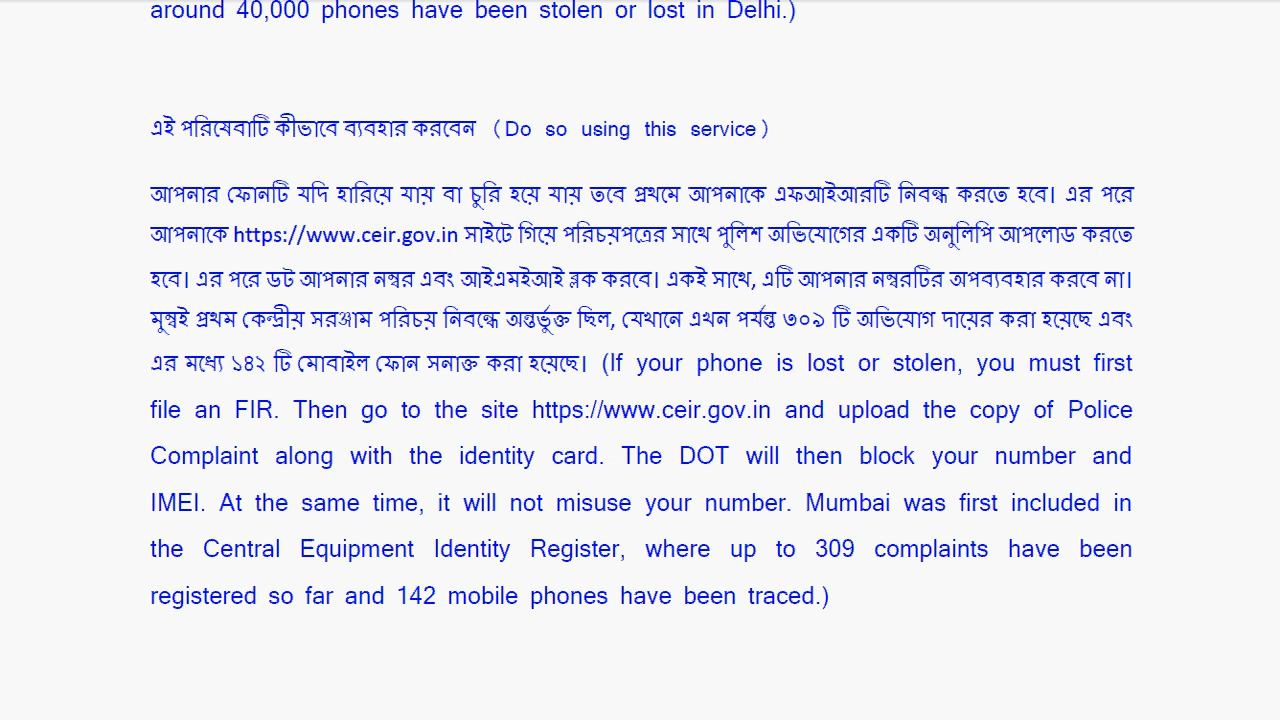 around 40,000 phones have been stolen or lost in Delhi.)
এই পরিষেবাটি কীভাবে ব্যবহার করবেন (Do so using this service)
আপনার ফোনটি যদি হারিয়ে যায় বা চুরি হয়ে যায় তবে প্রথমে আপনাকে এফআইআরটি নিবন্ধ করতে হবে। এর পরে
আপনাকে https://www.ceir.gov.in সাইটে গিয়ে পরিচয়পত্রের সাথে পুলিশ অভিযোগের একটি অনুলিপি আপলোড করতে
হবে। এর পরে ডট আপনার নম্বর এবং আইএমইআই ব্লক করবে। একই সাথে, এটি আপনার নম্বরটির অপব্যবহার করবে না।
মুম্বই প্রথম কেন্দ্রীয় সরঞ্জাম পরিচয় নিবন্ধে অন্তর্ভুক্ত ছিল, যেখানে এখন পর্যন্ত ৩০৯ টি অভিযোগ দায়ের করা হয়েছে এবং
এর মধ্যে ১৪২ টি মোবাইল ফোন সনাক্ত করা হয়েছে। (If your phone is lost or stolen, you must first
file an FIR. Then go to the site https://www.ceir.gov.in and upload the copy of Police
Complaint along with the identity card. The DOT will then block your number and
IMEI. At the same time, it will not misuse your number. Mumbai was first included in
the Central Equipment Identity Register, where up to 309 complaints have been
registered so far and 142 mobile phones have been traced.)